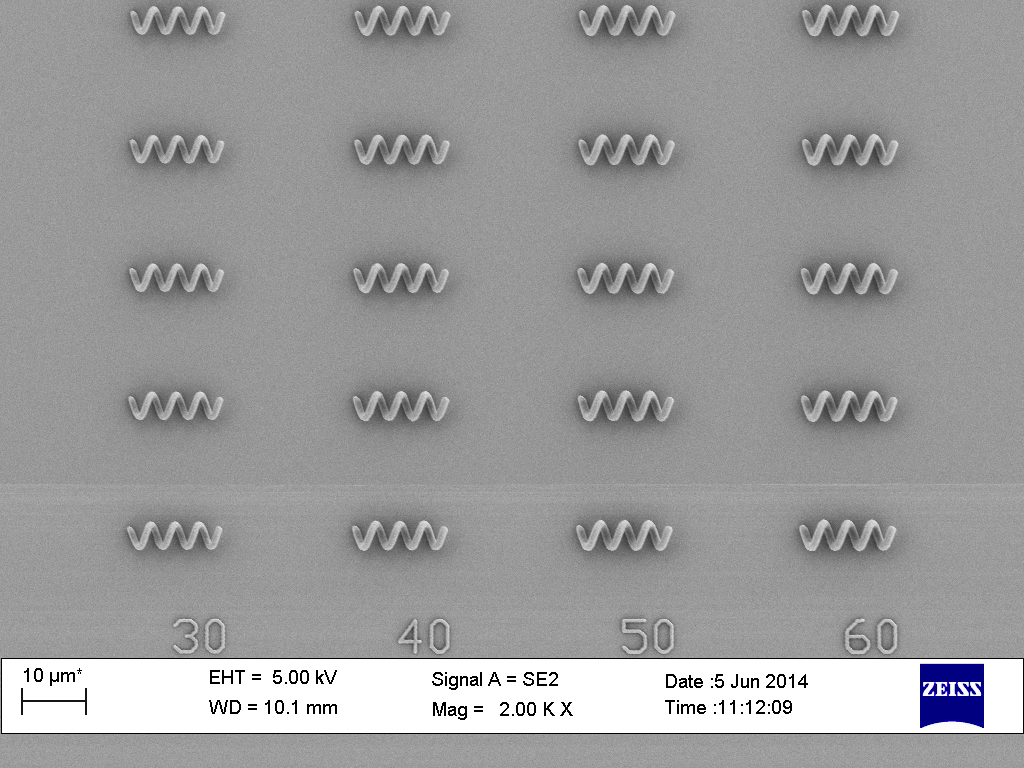 30 40 50 60
10 µm*
EHT = 5.00 kV
WD = 10.1 mm
Signal A = SE2
Mag = 2.00 K X
Date :5 Jun 2014
Time :11:12:09
ZEISS